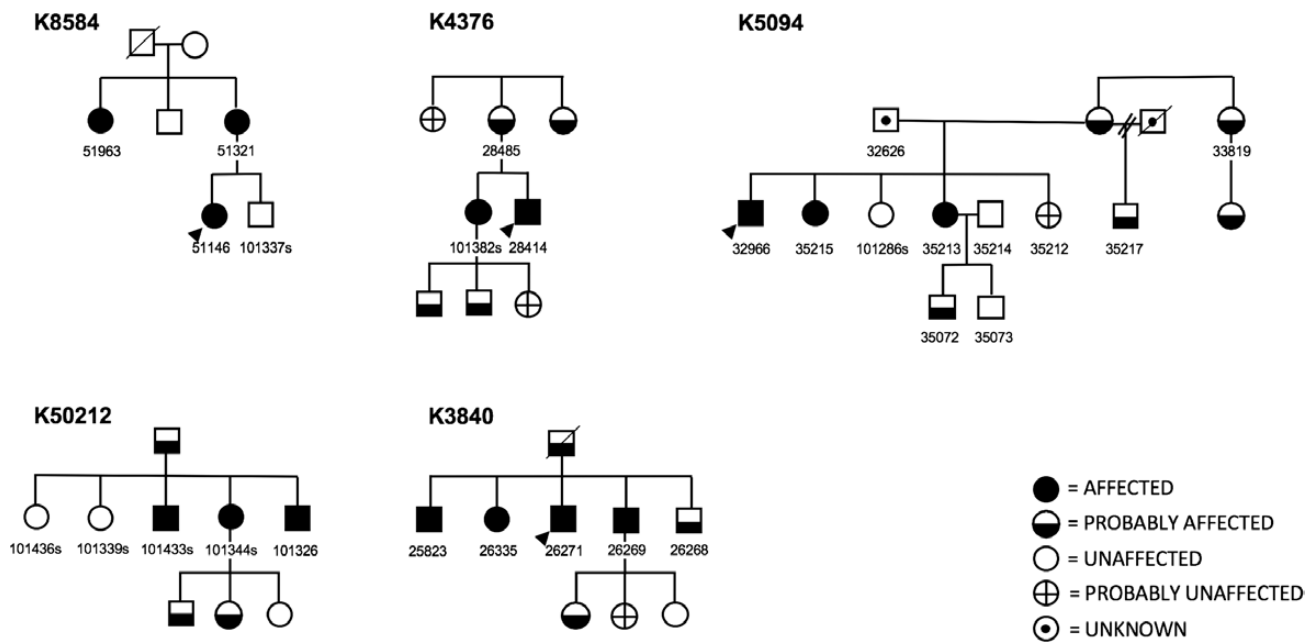 K8584
K4376
K5094
51963
51321
51146
101337s
28485
101382s
28414
32626
33819
32966
35215
101286s
35213
35214
35212
35217
35072
35073
K50212
K3840
101436s
101339s
101433s
101344s
101326
25823
26335
26271
26269
26268
= AFFECTED
= PROBABLY AFFECTED
= UNAFFECTED
= PROBABLY UNAFFECTED
= UNKNOWN